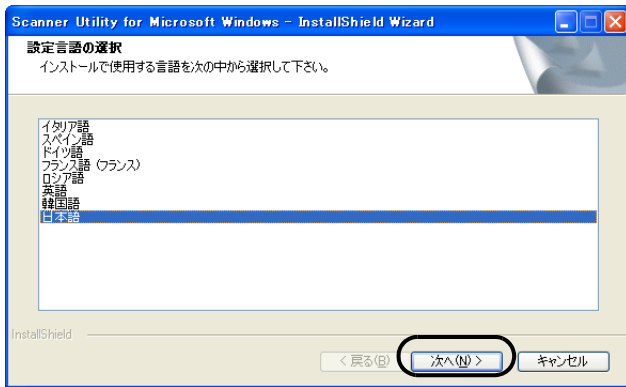 Scanner Utility for Microsoft Windows - InstallShield Wizard
設定言語の選択
インストールで使用する言語を次の中から選択して下さい。
イタリア語
スペイン語
ドイツ語
フランス語 (フランス)
ロシア語
英語
韓国語
日本語
InstallShield
< 戻る(B)
次へ(N) >
キャンセル